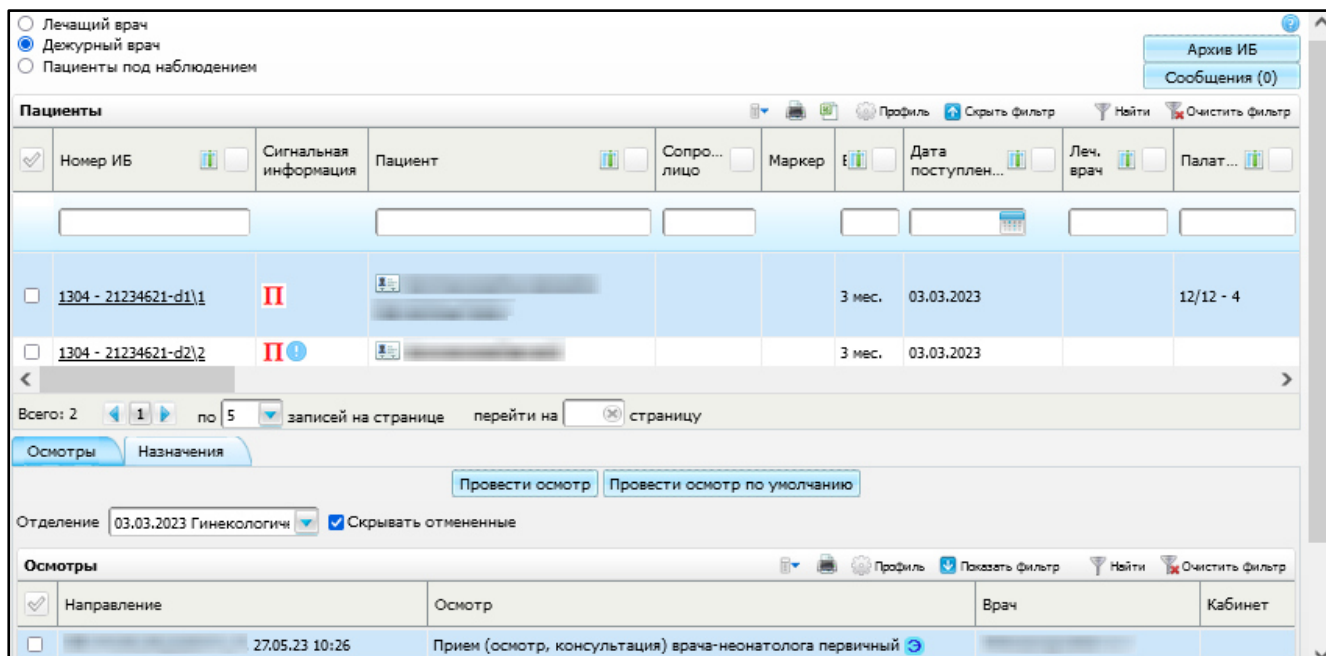 Лечащий врач
Дежурный врач
Пациенты под наблюдением
Архив ИБ
Сообщения (0)
Пациенты Профиль Скрыть фильтр Найти Очистить фильтр
Номер ИБ Сигнальная информация Пациент Сопро... лицо Маркер Дата поступлен... Леч. врач Палат...
1304 - 21234621-d1\1 П 3 мес. 03.03.2023 12/12 - 4
1304 - 21234621-d2\2 П 3 мес. 03.03.2023
Всего: 2 1 по 5 записей на странице перейти на страницу
Осмотры Назначения
Провести осмотр Провести осмотр по умолчанию
Отделение 03.03.2023 Гинекологич Скрывать отмененные
Осмотры Профиль Показать фильтр Найти Очистить фильтр
Направление Осмотр Врач Кабинет
27.05.23 10:26 Прием (осмотр, консультация) врача-неонатолога первичный Э